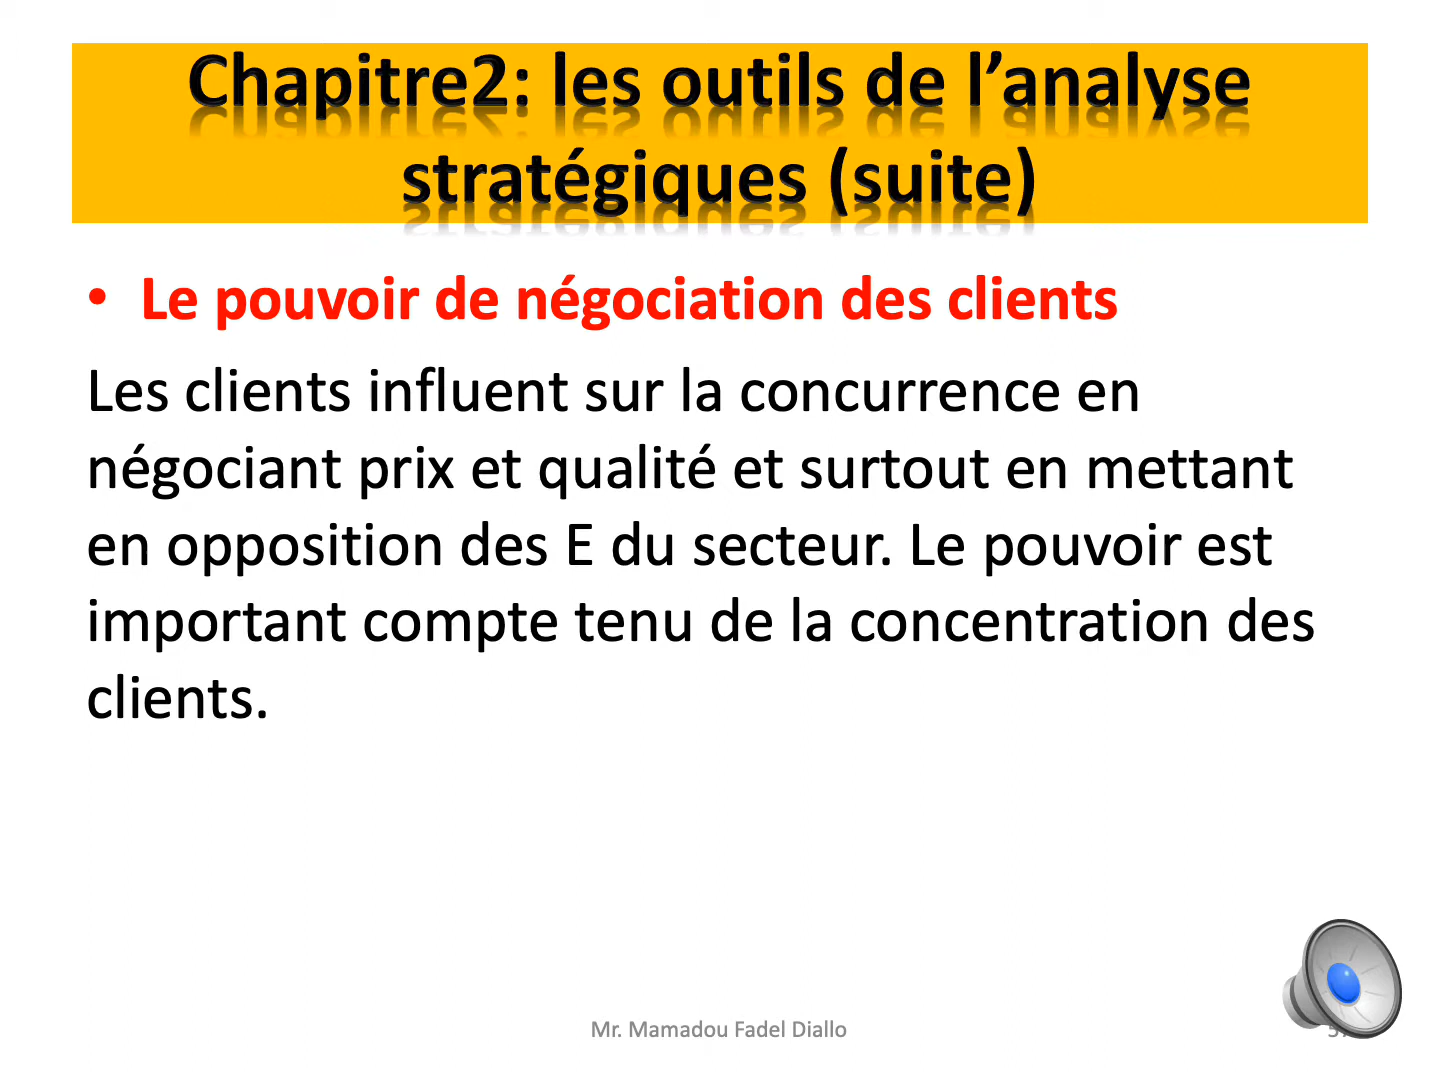 Chapitre2: les outils de l’analyse
stratégiques (suite)
• Le pouvoir de négociation des clients
Les clients influent sur la concurrence en
négociant prix et qualité et surtout en mettant
en opposition des E du secteur. Le pouvoir est
important compte tenu de la concentration des
clients.
Mr. Mamadou Fadel Diallo